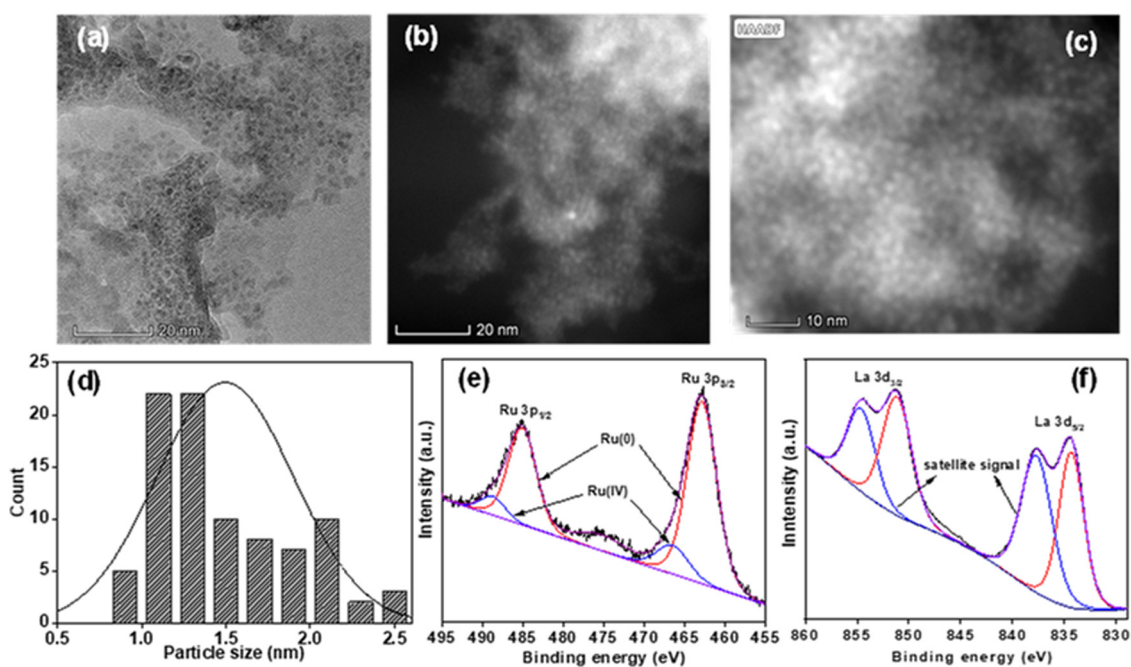 (a)
20 nm
(b)
20 nm
HAADF
(c)
10 nm
(d)
25
20
15
10
5
0
Count
0.5 1.0 1.5 2.0 2.5
Particle size (nm)
(e)
Ru 3p1/2
Ru 3p3/2
Ru(0)
Ru(IV)
Intensity (a.u.)
495 490 485 480 475 470 465 460 455
Binding energy (eV)
(f)
La 3d3/2
La 3d5/2
satellite signal
Inntensity (a.u.)
860 855 850 845 840 835 830
Binding energy (eV)